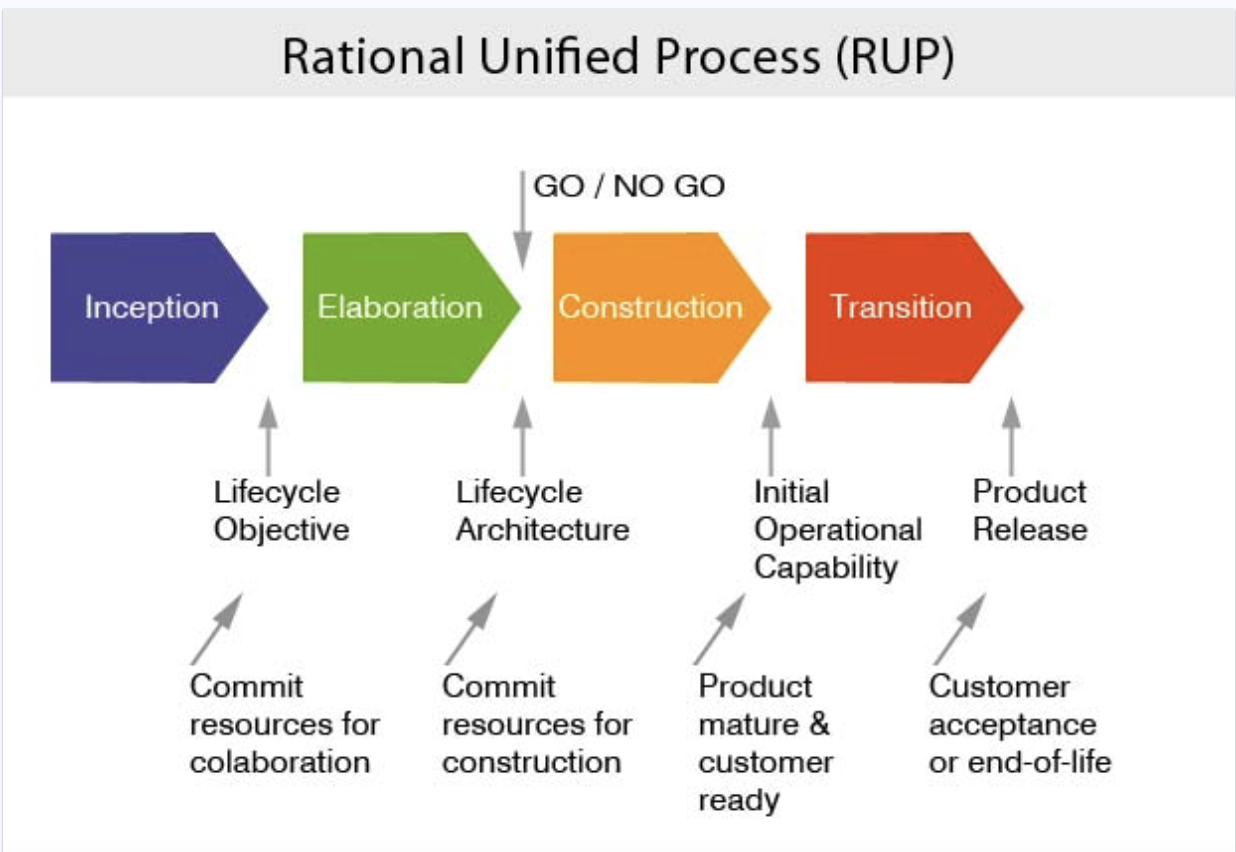 Rational Unified Process (RUP)
GO / NO GO
Inception
Elaboration
Construction
Transition
Lifecycle
Objective
Lifecycle
Architecture
Initial
Operational
Capability
Product
Release
Commit
resources for
colaboration
Commit
resources for
construction
Product
mature &
customer
ready
Customer
acceptance
or end-of-life